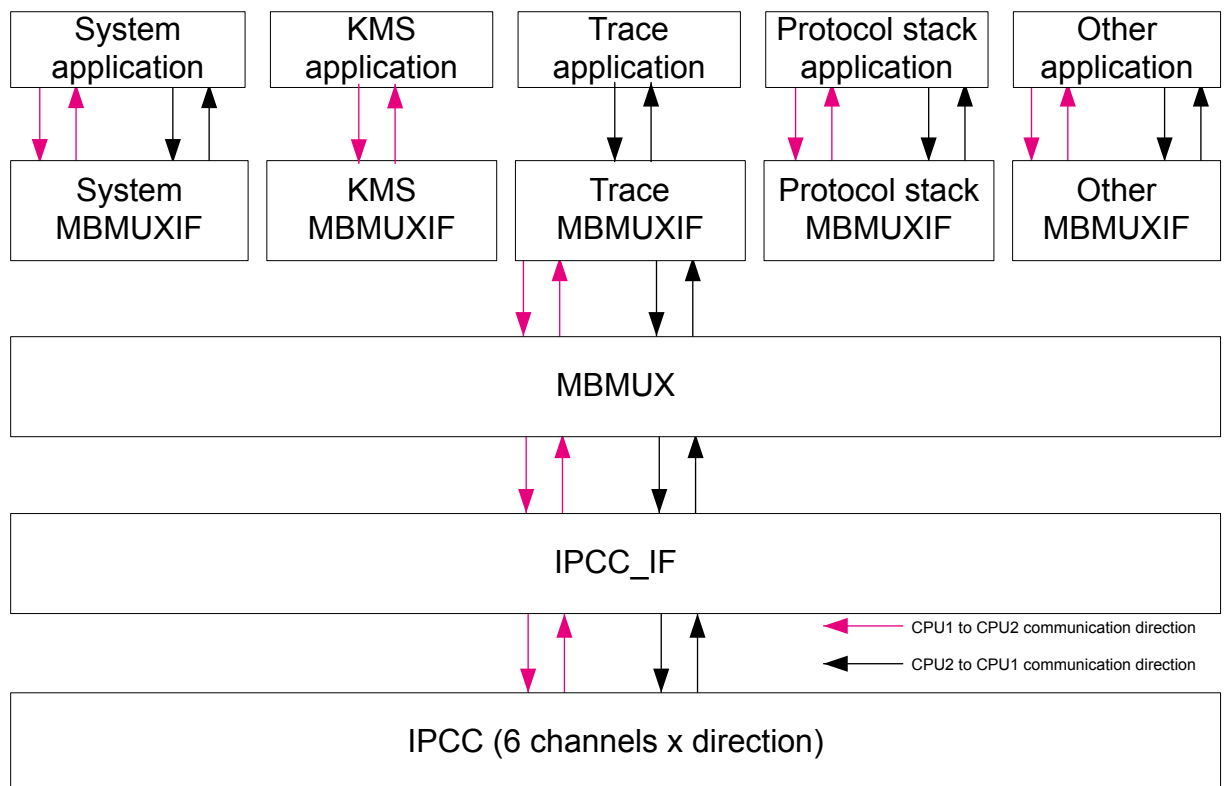 System
application
KMS
application
Trace
application
Protocol stack
application
Other
application
System
MBMUXIF
KMS
MBMUXIF
Trace
MBMUXIF
Protocol stack
MBMUXIF
Other
MBMUXIF
MBMUX
IPCC_IF
CPU1 to CPU2 communication direction
CPU2 to CPU1 communication direction
IPCC (6 channels x direction)